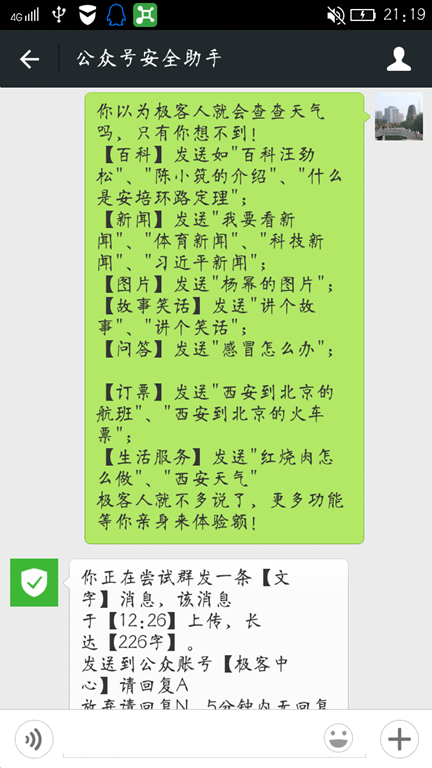 4G
21:19
公众号安全助手
你以为极客人就会查查天气
吗，只有你想不到！
【百科】发送如"百科汪劲
松"、"陈小筑的介绍"、"什么
是安培环路定理"；
【新闻】发送"我要看新
闻"、"体育新闻"、"科技新
闻"、"习近平新闻"；
【图片】发送"杨幂的图片"；
【故事笑话】发送"讲个故
事"、"讲个笑话"；
【问答】发送"感冒怎么办"；
【订票】发送"西安到北京的
航班"、"西安到北京的火车
票"；
【生活服务】发送"红烧肉怎
么做"、"西安天气"
极客人就不多说了，更多功能
等你亲身来体验额！
你正在尝试群发一条【文
字】消息，该消息
于【12:26】上传，长
达【226字】。
发送到公众账号【极客中
心】请回复A
放弃请回复N，5分钟内无回复